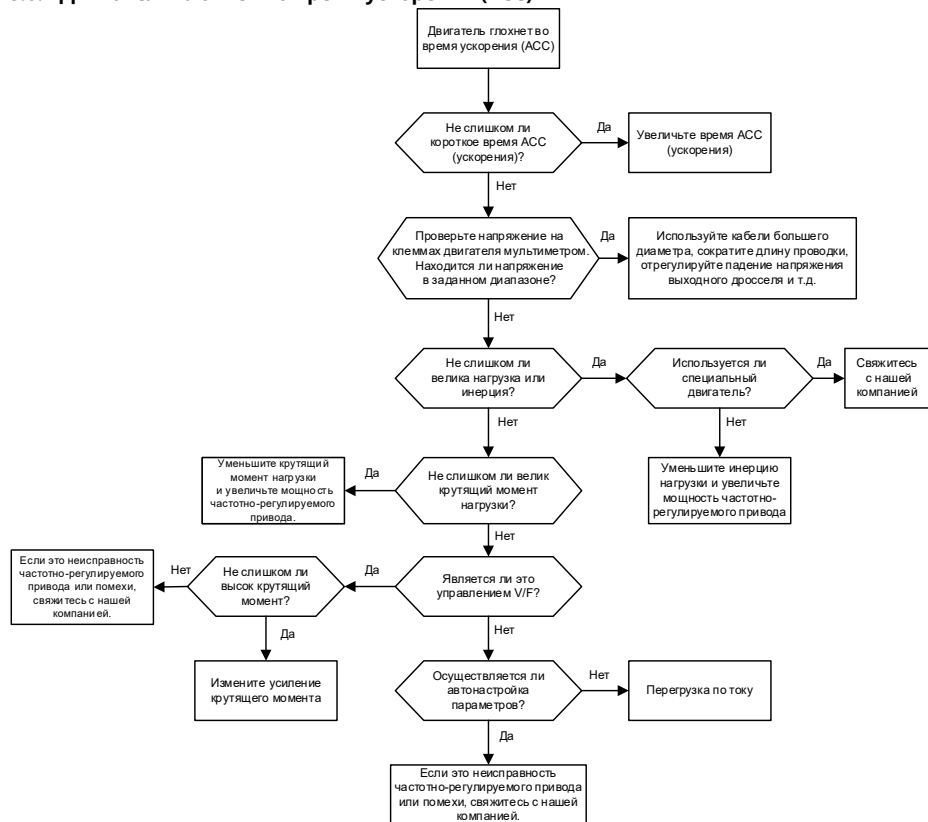 Двигатель глохнет во
время ускорения (ACC)
Не слишком ли
короткое время ACC
(ускорения)?
Да
Увеличьте время ACC
(ускорения)
Нет
Проверьте напряжение на
клеммах двигателя мультиметром.
Находится ли напряжение
в заданном диапазоне?
Да
Используйте кабели большего
диаметра, сократите длину проводки,
отрегулируйте падение напряжения
выходного дросселя и т.д.
Нет
Не слишком ли
велика нагрузка или
инерция?
Да
Используется ли
специальный
двигатель?
Да
Свяжитесь
с нашей
компанией
Нет
Нет
Уменьшите крутящий
момент нагрузки
и увеличьте мощность
частотно-регулируемого
привода.
Да
Не слишком ли велик
крутящий момент
нагрузки?
Уменьшите инерцию
нагрузки и увеличьте
мощность частотно-
регулируемого привода
Нет
Если это неисправность
частотно-регулируемого
привода или помехи,
свяжитесь с нашей
компанией.
Нет
Не слишком ли
высок крутящий
момент?
Да
Является ли это
управлением V/F?
Да
Нет
Измените усиление
крутящего момента
Осуществляется ли
автонастройка
параметров?
Нет
Перегрузка по току
Да
Если это неисправность
частотно-регулируемого привода
или помехи, свяжитесь с нашей
компанией.